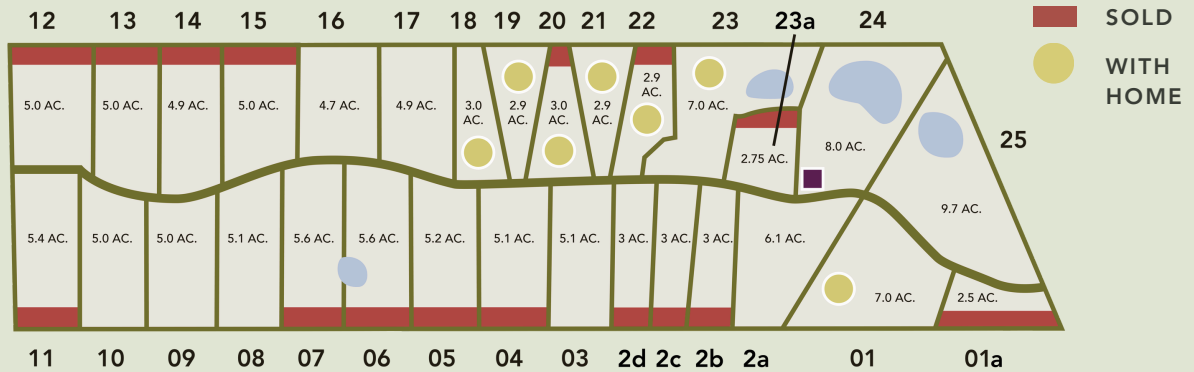 12 13 14 15 16 17 18 19 20 21 22 23 23a 24
SOLD
WITH
HOME
5.0 AC. 5.0 AC. 4.9 AC. 5.0 AC. 4.7 AC. 4.9 AC.
3.0
AC.
2.9
AC.
3.0
AC.
2.9
AC.
2.9
AC.
7.0 AC.
2.75 AC.
8.0 AC.
25
9.7 AC.
5.4 AC. 5.0 AC. 5.0 AC. 5.1 AC. 5.6 AC. 5.6 AC. 5.2 AC. 5.1 AC. 5.1 AC. 3 AC. 3 AC. 3 AC. 6.1 AC.
7.0 AC. 2.5 AC.
11 10 09 08 07 06 05 04 03 2d 2c 2b 2a 01 01a